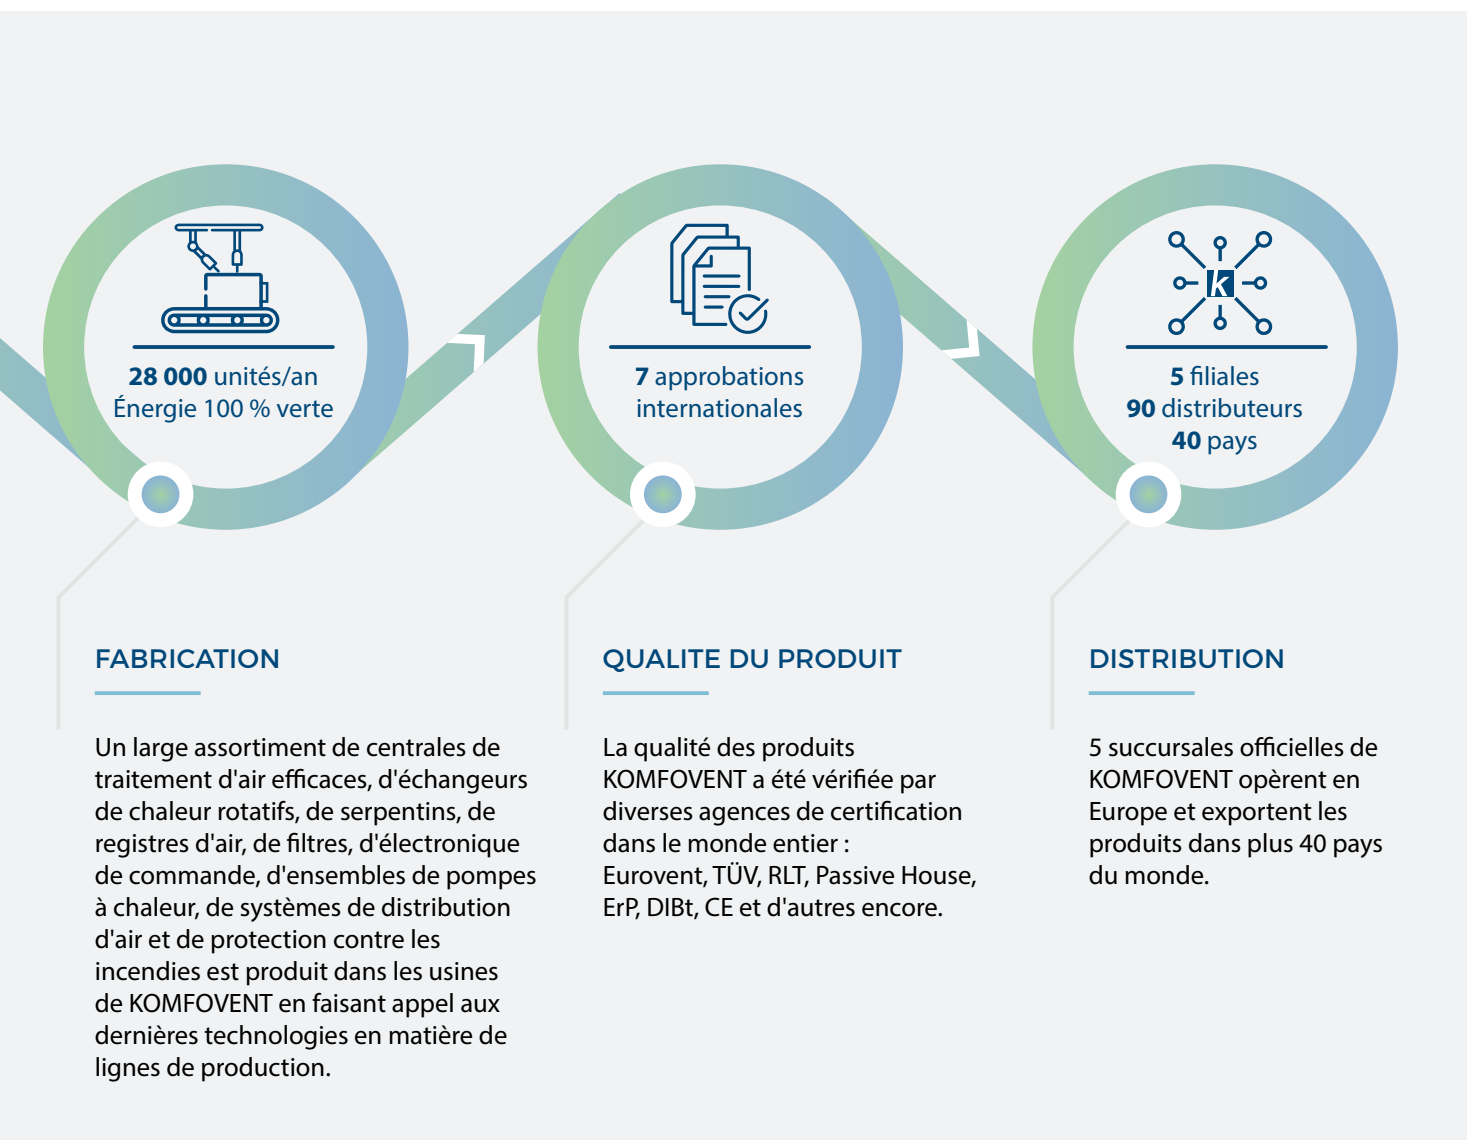 28 000 unités/an
Énergie 100 % verte
7 approbations
internationales
K
5 filiales
90 distributeurs
40 pays
FABRICATION
Un large assortiment de centrales de
traitement d'air efficaces, d'échangeurs
de chaleur rotatifs, de serpentins, de
registres d'air, de filtres, d'électronique
de commande, d'ensembles de pompes
à chaleur, de systèmes de distribution
d'air et de protection contre les
incendies est produit dans les usines
de KOMFOVENT en faisant appel aux
dernières technologies en matière de
lignes de production.
QUALITE DU PRODUIT
La qualité des produits
KOMFOVENT a été vérifiée par
diverses agences de certification
dans le monde entier :
Eurovent, TÜV, RLT, Passive House,
ErP, DIBt, CE et d'autres encore.
DISTRIBUTION
5 succursales officielles de
KOMFOVENT opèrent en
Europe et exportent les
produits dans plus 40 pays
du monde.